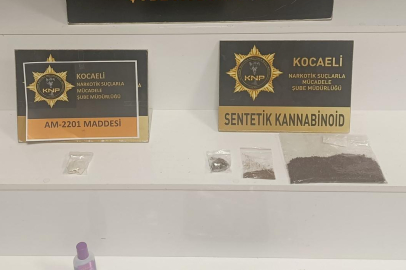 KNP
KOCAELİ
NARKOTİK SUÇLARLA
MÜCADELE
ŞUBE MÜDÜRLÜĞÜ
AM-2201 MADDESİ
KNP
KOCAELİ
NARKOTİK SUÇLARLA
MÜCADELE
ŞUBE MÜDÜRLÜĞÜ
SENTETİK KANNABİNOİD